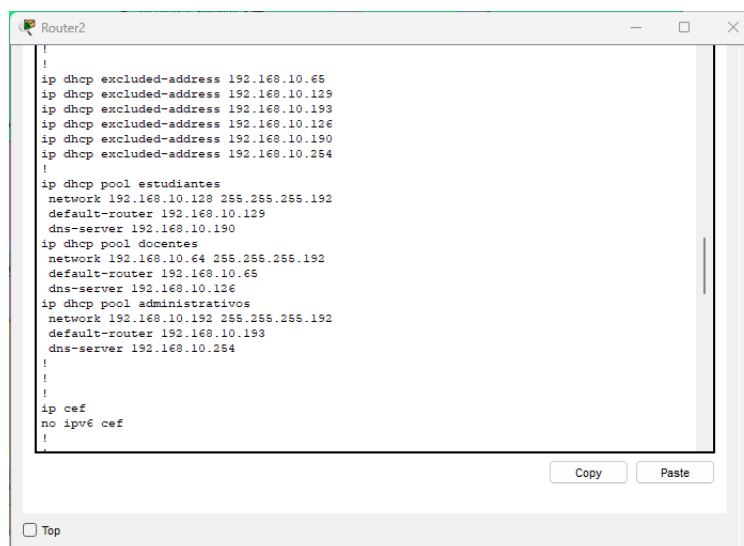 Router2
!
!
ip dhcp excluded-address 192.168.10.65
ip dhcp excluded-address 192.168.10.129
ip dhcp excluded-address 192.168.10.193
ip dhcp excluded-address 192.168.10.126
ip dhcp excluded-address 192.168.10.190
ip dhcp excluded-address 192.168.10.254
!
ip dhcp pool estudiantes
 network 192.168.10.128 255.255.255.192
 default-router 192.168.10.129
 dns-server 192.168.10.190
ip dhcp pool docentes
 network 192.168.10.64 255.255.255.192
 default-router 192.168.10.65
 dns-server 192.168.10.126
ip dhcp pool administrativos
 network 192.168.10.192 255.255.255.192
 default-router 192.168.10.193
 dns-server 192.168.10.254
!
!
!
ip cef
no ipv6 cef
!
Copy
Paste
Top